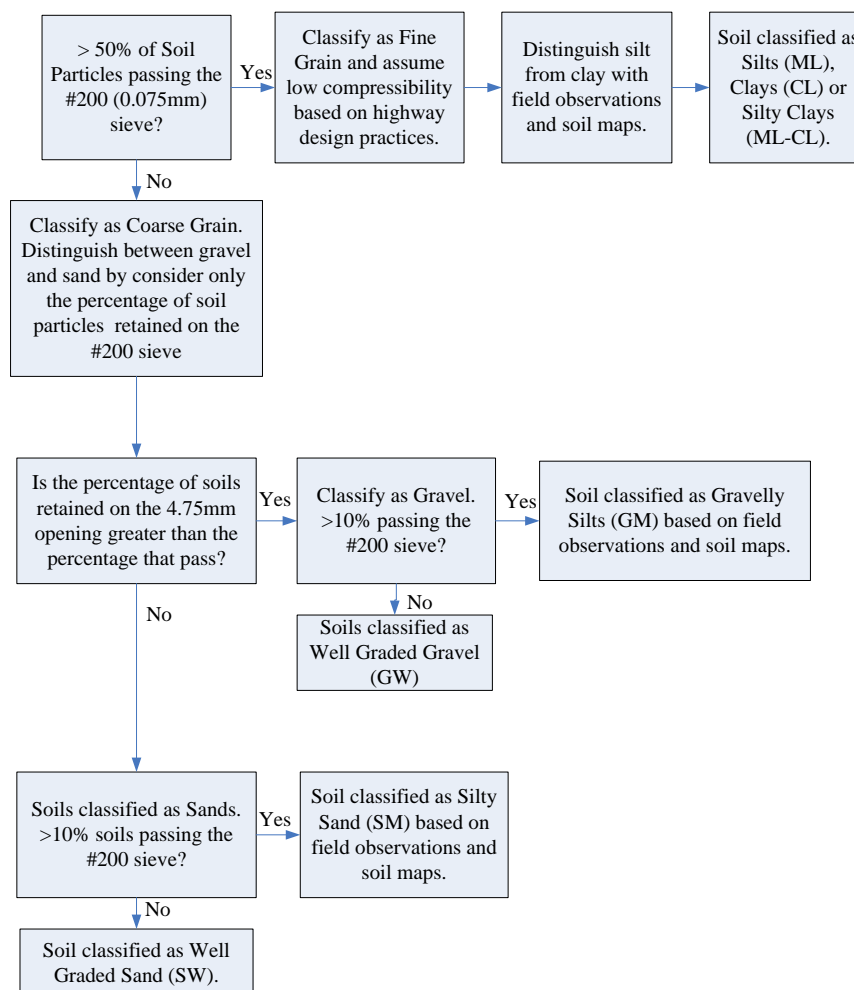 > 50% of Soil
Particles passing the
#200 (0.075mm)
sieve?
Yes
Classify as Fine
Grain and assume
low compressibility
based on highway
design practices.
Distinguish silt
from clay with
field observations
and soil maps.
Soil classified as
Silts (ML),
Clays (CL) or
Silty Clays
(ML-CL).
No
Classify as Coarse Grain.
Distinguish between gravel
and sand by consider only
the percentage of soil
particles retained on the
#200 sieve
Is the percentage of soils
retained on the 4.75mm
opening greater than the
percentage that pass?
Yes
Classify as Gravel.
>10% passing the
#200 sieve?
Yes
Soil classified as Gravelly
Silts (GM) based on field
observations and soil maps.
No
Soils classified as
Well Graded Gravel
(GW)
No
Soils classified as Sands.
>10% soils passing the
#200 sieve?
Yes
Soil classified as Silty
Sand (SM) based on
field observations and
soil maps.
No
Soil classified as Well
Graded Sand (SW).